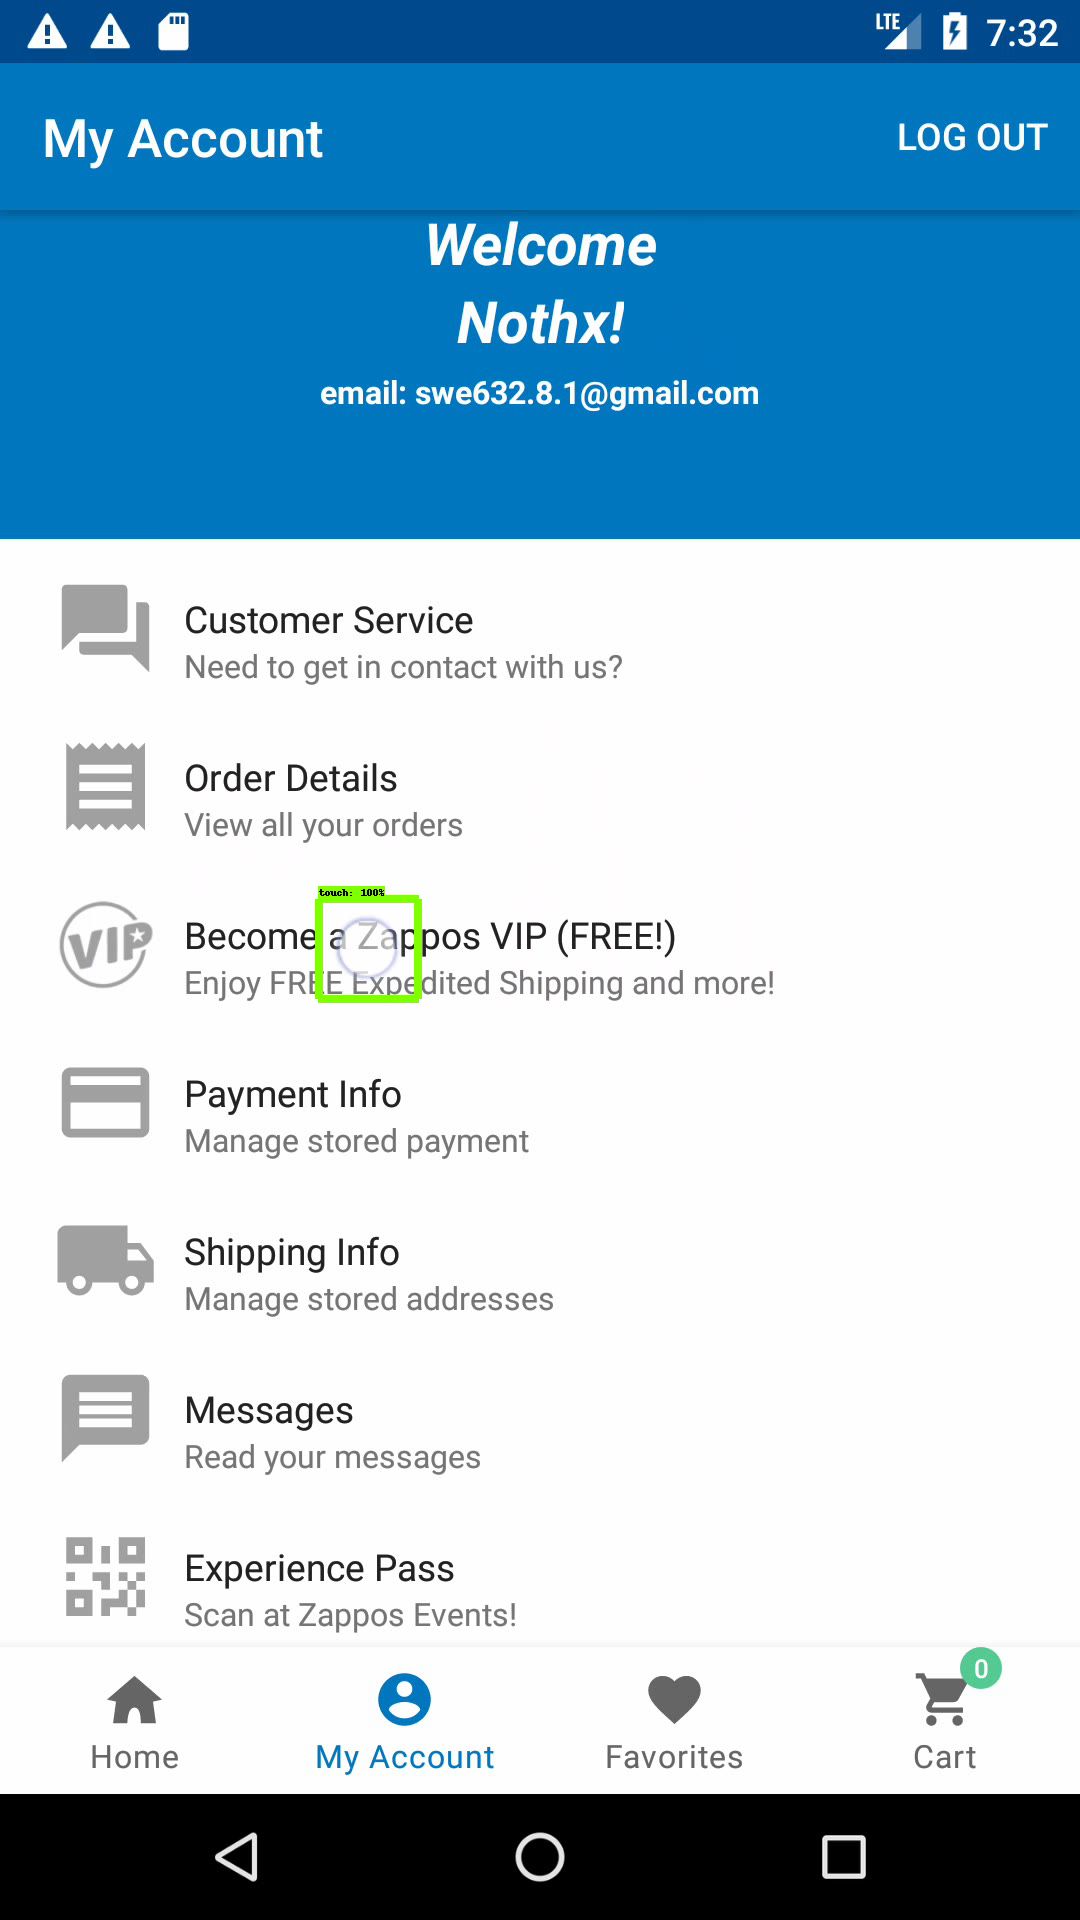 LTE 7:32
My Account LOG OUT
Welcome
Nothx!
email: swe632.8.1@gmail.com
Customer Service
Need to get in contact with us?
Order Details
View all your orders
touch: 100%
VIP
Become a Zappos VIP (FREE!)
Enjoy FREE Expedited Shipping and more!
Payment Info
Manage stored payment
Shipping Info
Manage stored addresses
Messages
Read your messages
Experience Pass
Scan at Zappos Events!
0
Home My Account Favorites Cart